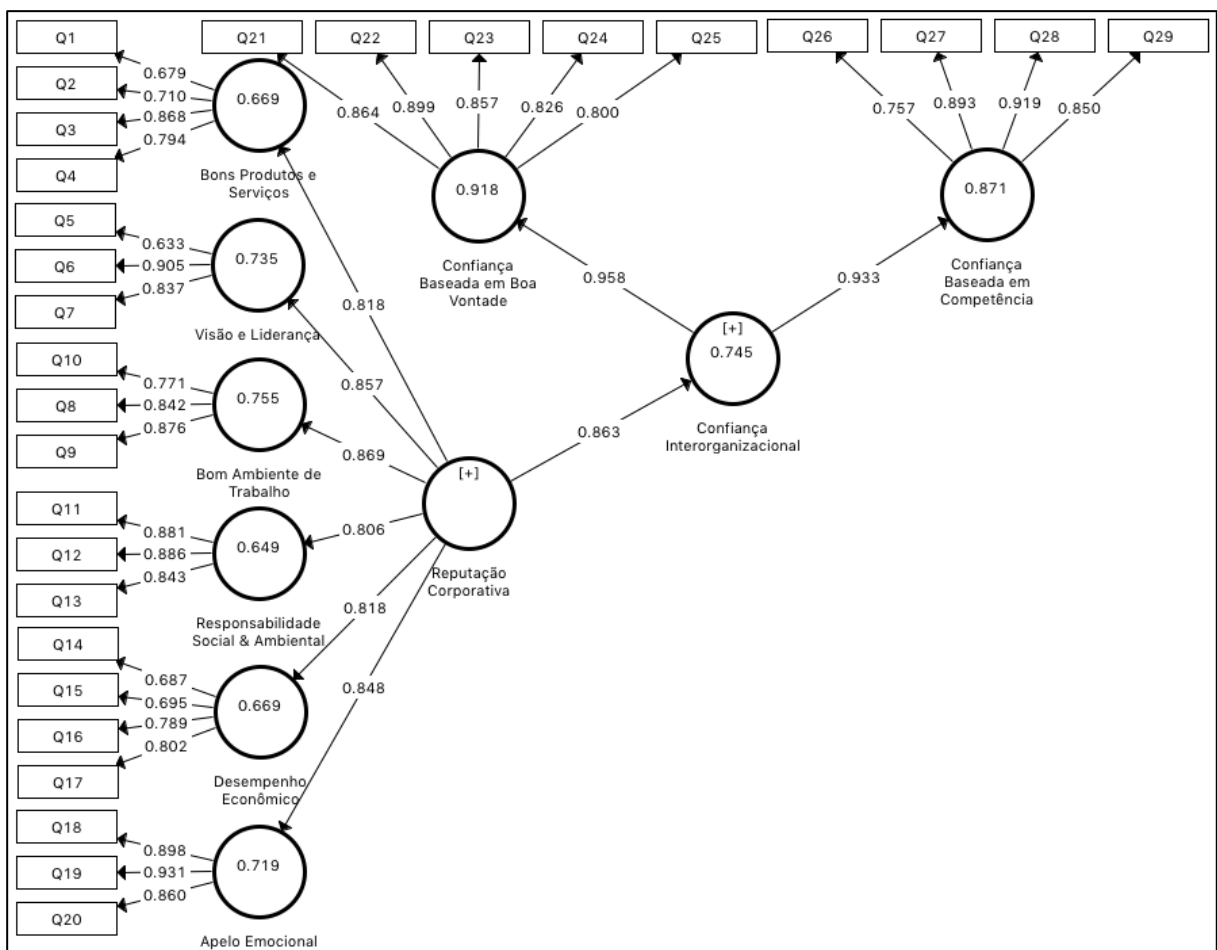 Q1
Q2
Q3
Q4
0.679
0.710
0.868
0.794
0.669
Bons Produtos e
Serviços
Q5
Q6
Q7
0.633
0.905
0.837
0.735
Visão e Liderança
Q10
Q8
Q9
0.771
0.842
0.876
0.755
Bom Ambiente de
Trabalho
Q11
Q12
Q13
0.881
0.886
0.843
0.649
Responsabilidade
Social & Ambiental
Q14
Q15
Q16
Q17
0.687
0.695
0.789
0.802
0.669
Desempenho
Econômico
Q18
Q19
Q20
0.898
0.931
0.860
0.719
Apelo Emocional
0.818
0.857
0.869
0.806
0.818
0.848
[+]
Reputação
Corporativa
0.863
[+]
0.745
Confiança
Interorganizacional
0.958
0.933
Q21
Q22
Q23
Q24
Q25
0.864
0.899
0.857
0.826
0.800
0.918
Confiança
Baseada em Boa
Vontade
Q26
Q27
Q28
Q29
0.757
0.893
0.919
0.850
0.871
Confiança
Baseada em
Competência